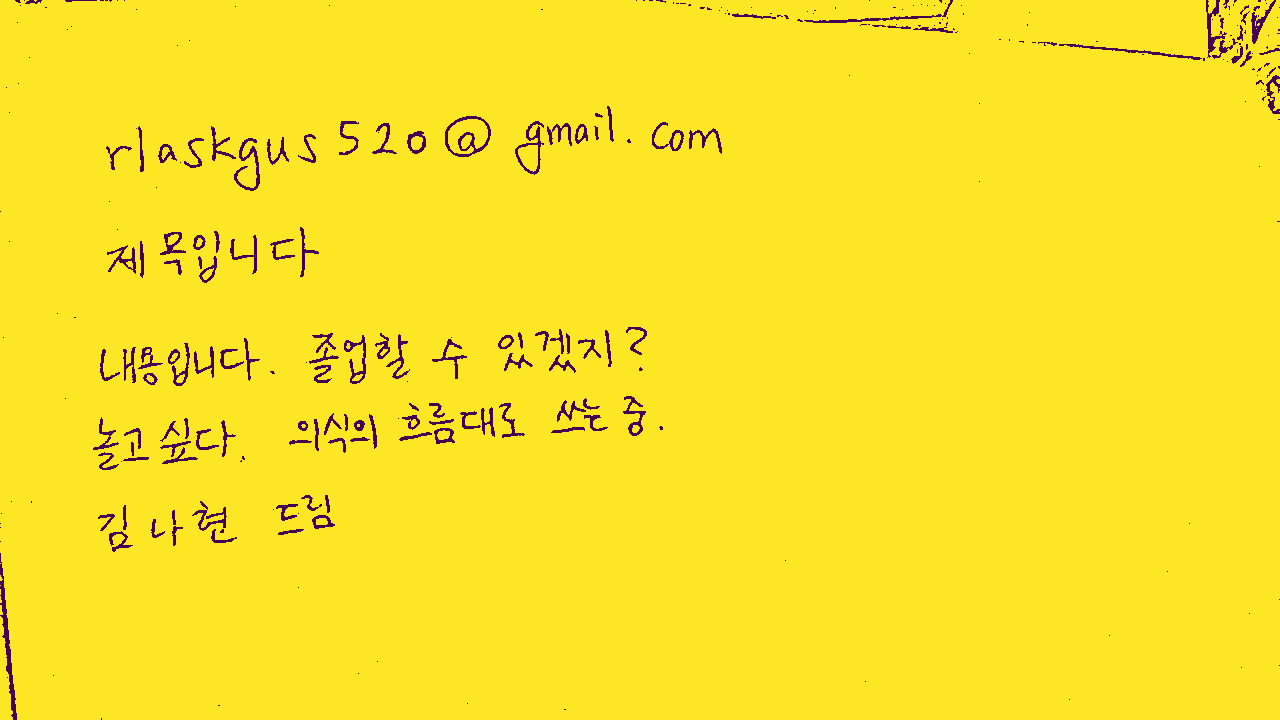 rlaskgus520@gmail.com
제목입니다
내용입니다. 졸업할 수 있겠지?
놀고싶다. 의식의 흐름대로 쓰는 중.
김나현 드림